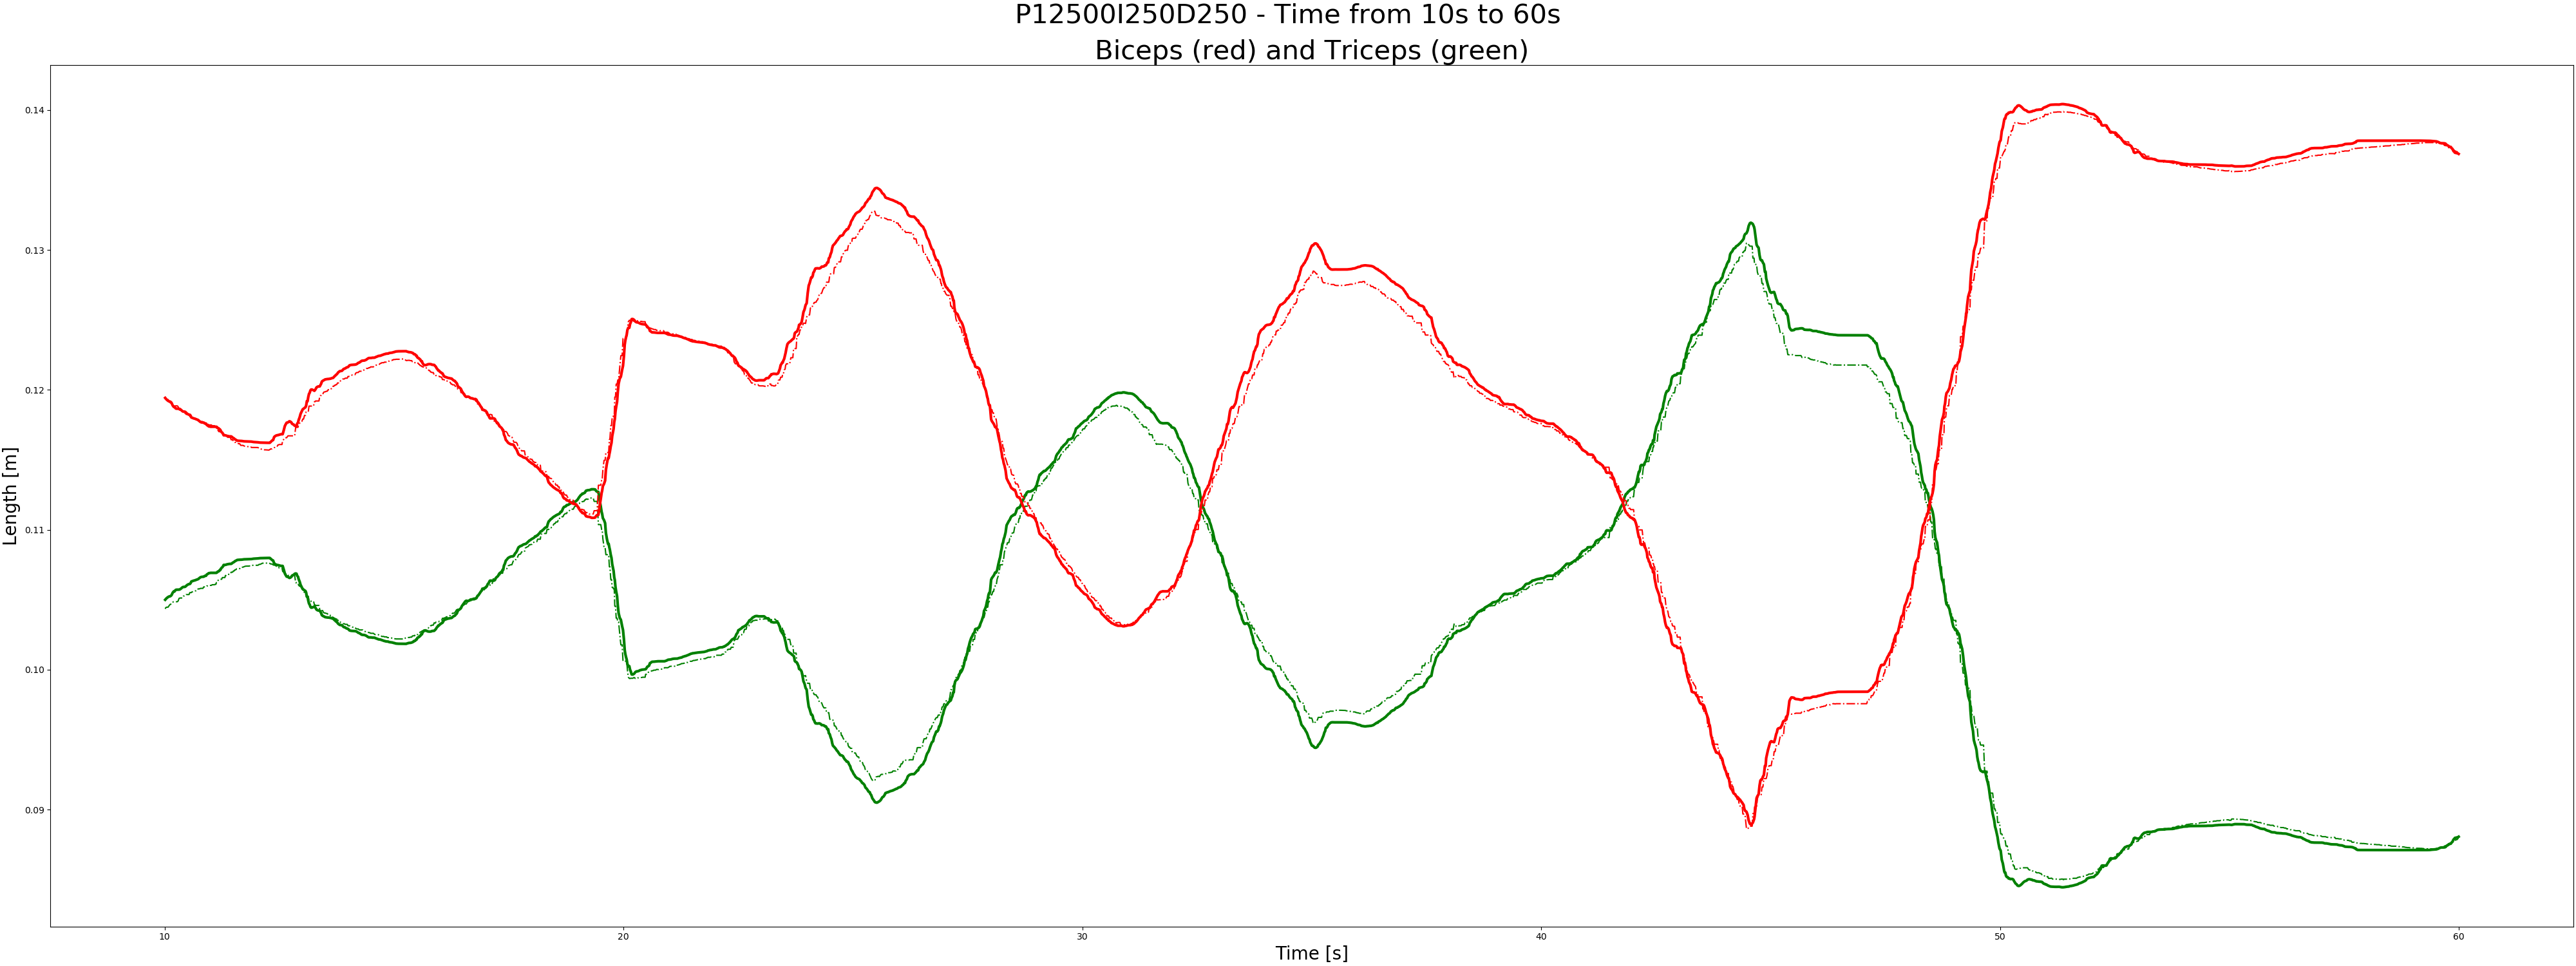 P12500I250D250 - Time from 10s to 60s
Biceps (red) and Triceps (green)
Length [m]
0.14
0.13
0.12
0.11
0.10
0.09
10 20 30 40 50 60
Time [s]